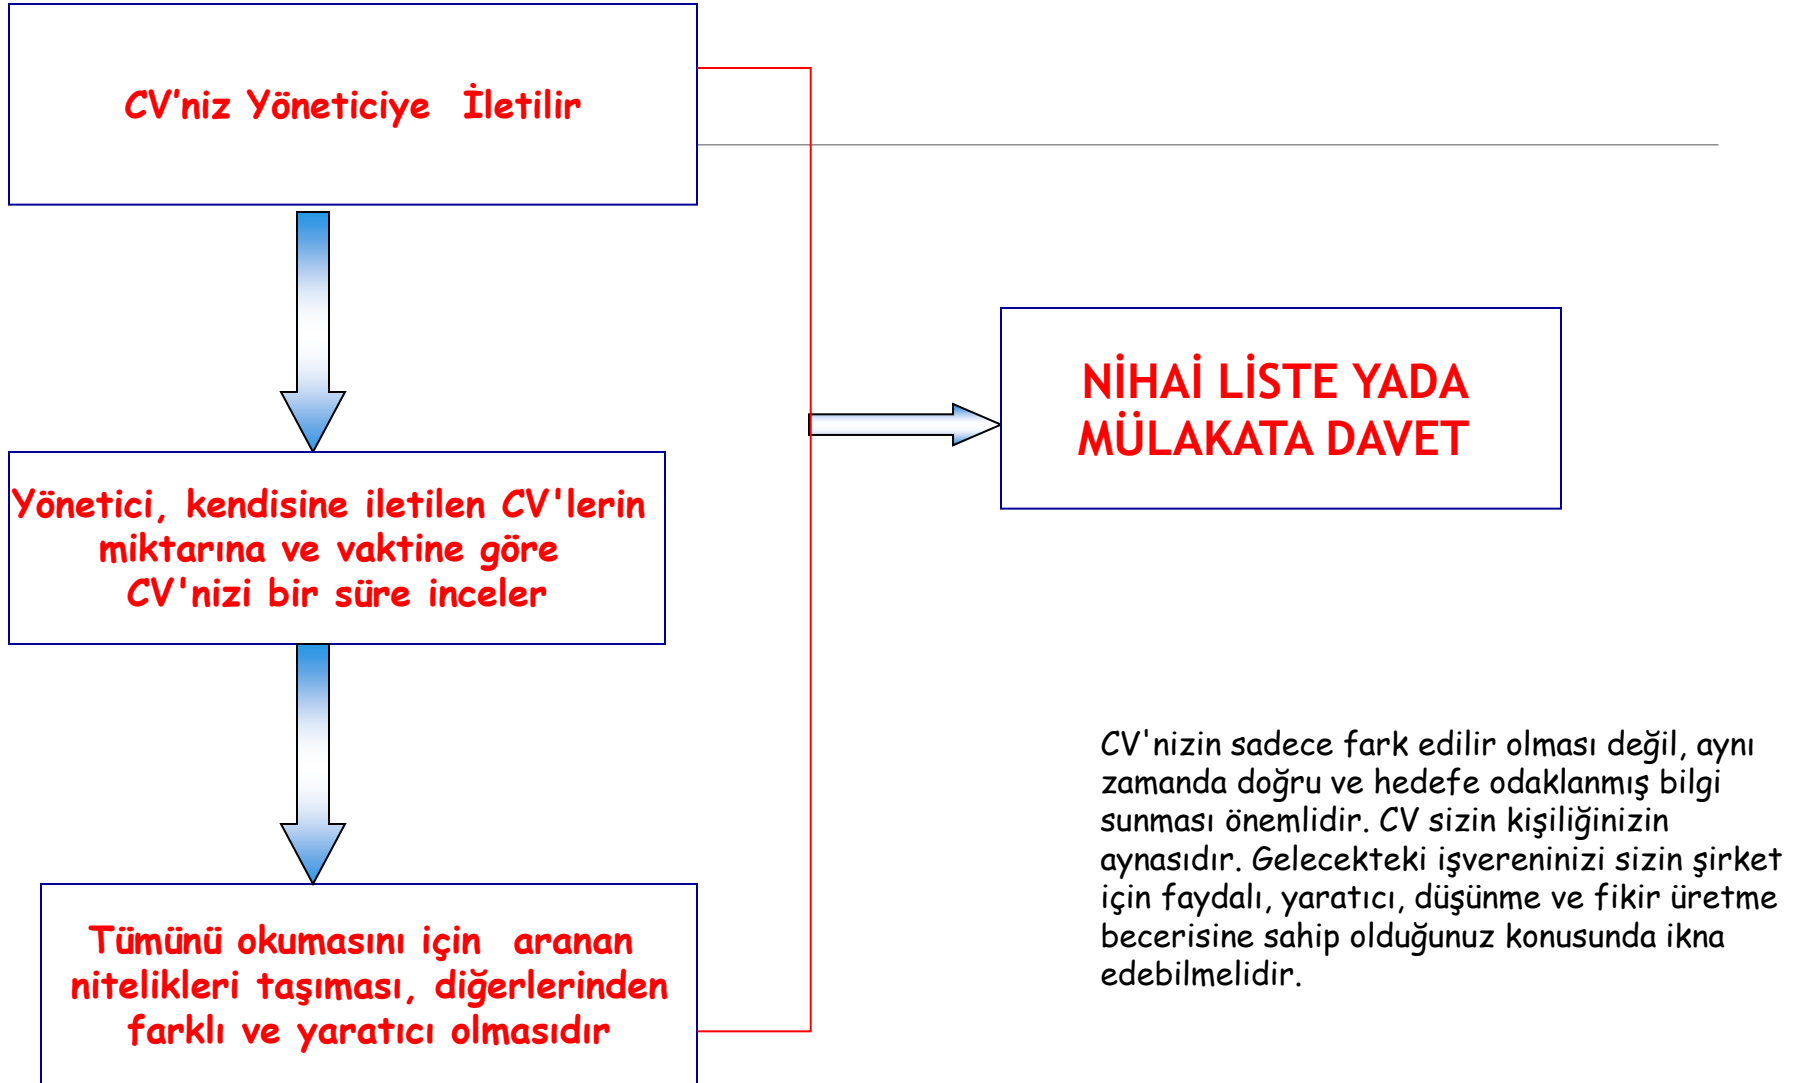 CV’niz Yöneticiye İletilir
Yönetici, kendisine iletilen CV'lerin
miktarına ve vaktine göre
CV'nizi bir süre inceler
Tümünü okumasını için aranan
nitelikleri taşıması, diğerlerinden
farklı ve yaratıcı olmasıdır
NİHAİ LİSTE YADA
MÜLAKATA DAVET
CV'nizin sadece fark edilir olması değil, aynı
zamanda doğru ve hedefe odaklanmış bilgi
sunması önemlidir. CV sizin kişiliğinizin
aynasıdır. Gelecekteki işvereninizi sizin şirket
için faydalı, yaratıcı, düşünme ve fikir üretme
becerisine sahip olduğunuz konusunda ikna
edebilmelidir.